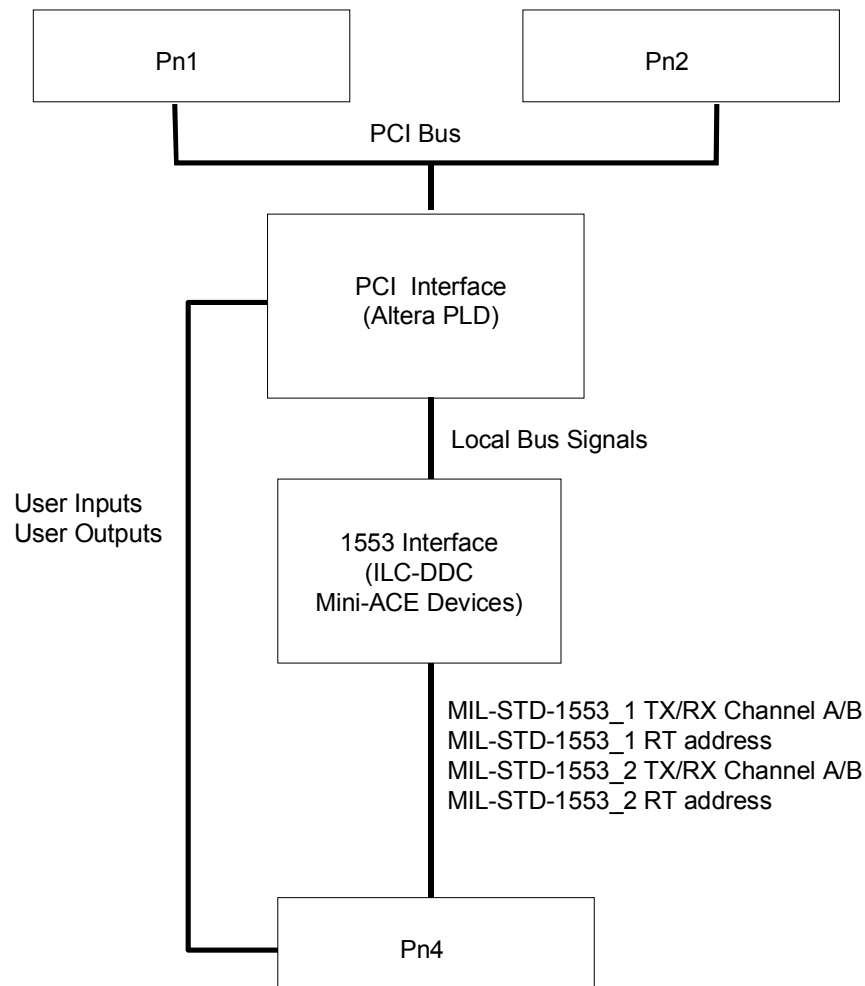 Pn1
Pn2
PCI Bus
PCI Interface
(Altera PLD)
Local Bus Signals
User Inputs
User Outputs
1553 Interface
(ILC-DDC
Mini-ACE Devices)
MIL-STD-1553_1 TX/RX Channel A/B
MIL-STD-1553_1 RT address
MIL-STD-1553_2 TX/RX Channel A/B
MIL-STD-1553_2 RT address
Pn4